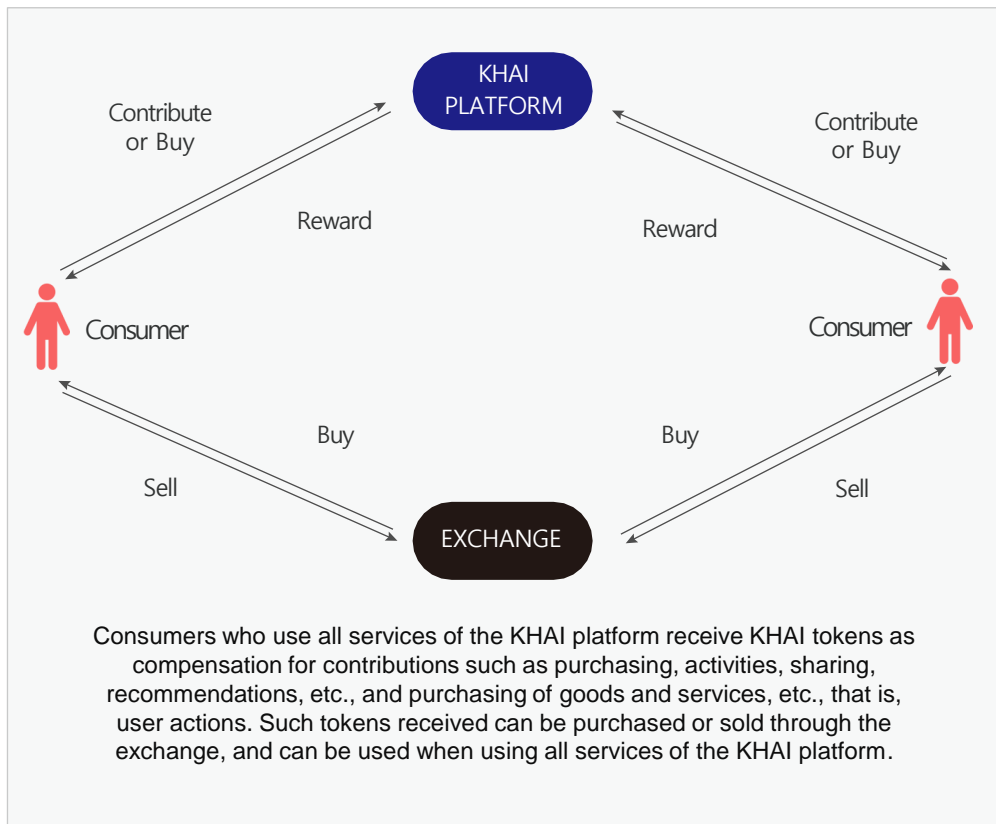 KHAI
PLATFORM
Contribute
or Buy
Contribute
or Buy
Reward
Reward
Consumer
Consumer
Buy
Buy
Sell
Sell
EXCHANGE
Consumers who use all services of the KHAI platform receive KHAI tokens as
compensation for contributions such as purchasing, activities, sharing,
recommendations, etc., and purchasing of goods and services, etc., that is,
user actions. Such tokens received can be purchased or sold through the
exchange, and can be used when using all services of the KHAI platform.